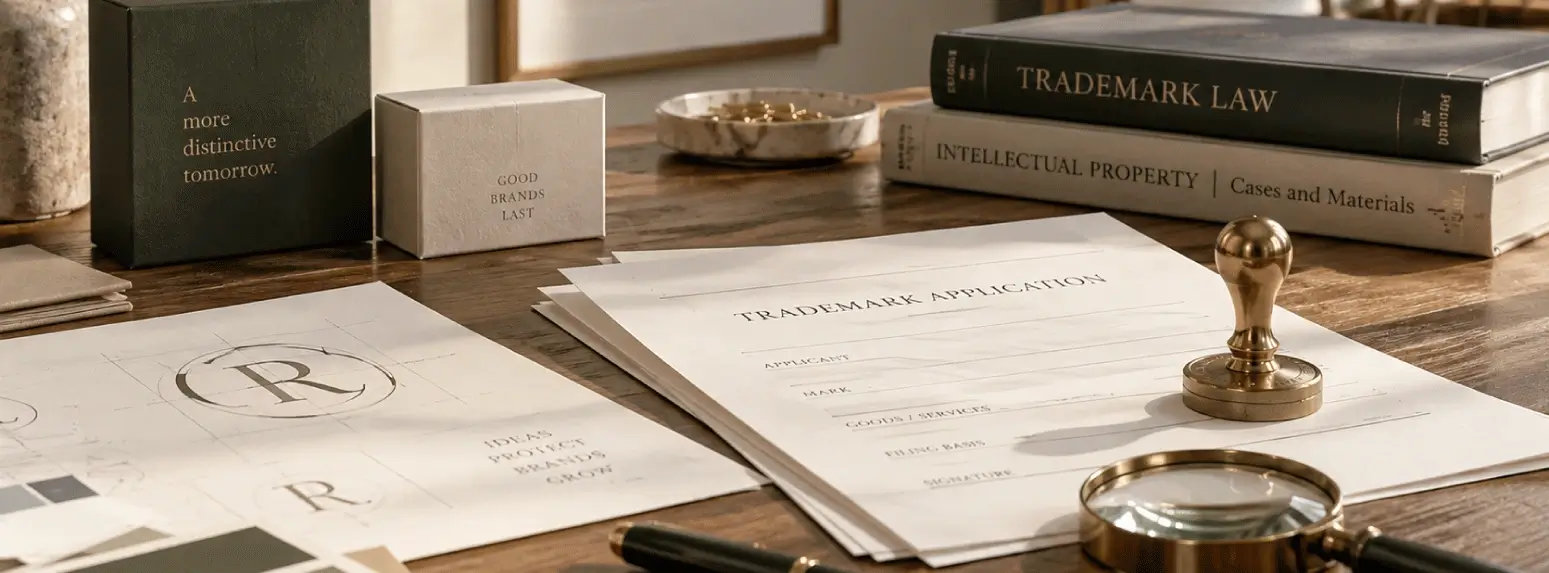 A
more
distinctive
tomorrow.
GOOD
BRANDS
LAST
TRADEMARK LAW
INTELLECTUAL PROPERTY | Cases and Materials
TRADEMARK APPLICATION
APPLICANT
MARK
GOODS / SERVICES
FILING BASIS
SIGNATURE
R
IDEAS
PROTECT
BRANDS
GROW
R